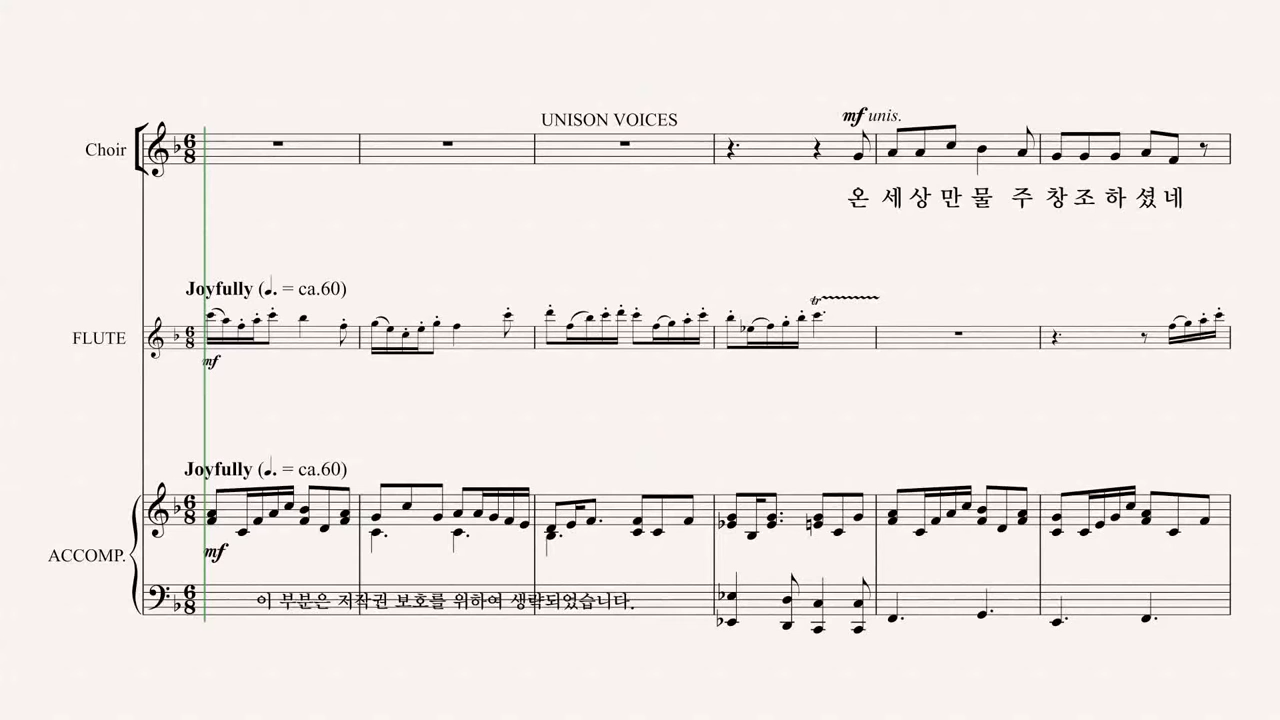 UNISON VOICES
mf unis.
Choir
온 세 상 만 물 주 창 조 하 셨 네
Joyfully (♩. = ca.60)
tr
FLUTE
mf
Joyfully (♩. = ca.60)
mf
ACCOMP.
이 부분은 저작권 보호를 위하여 생략되었습니다.